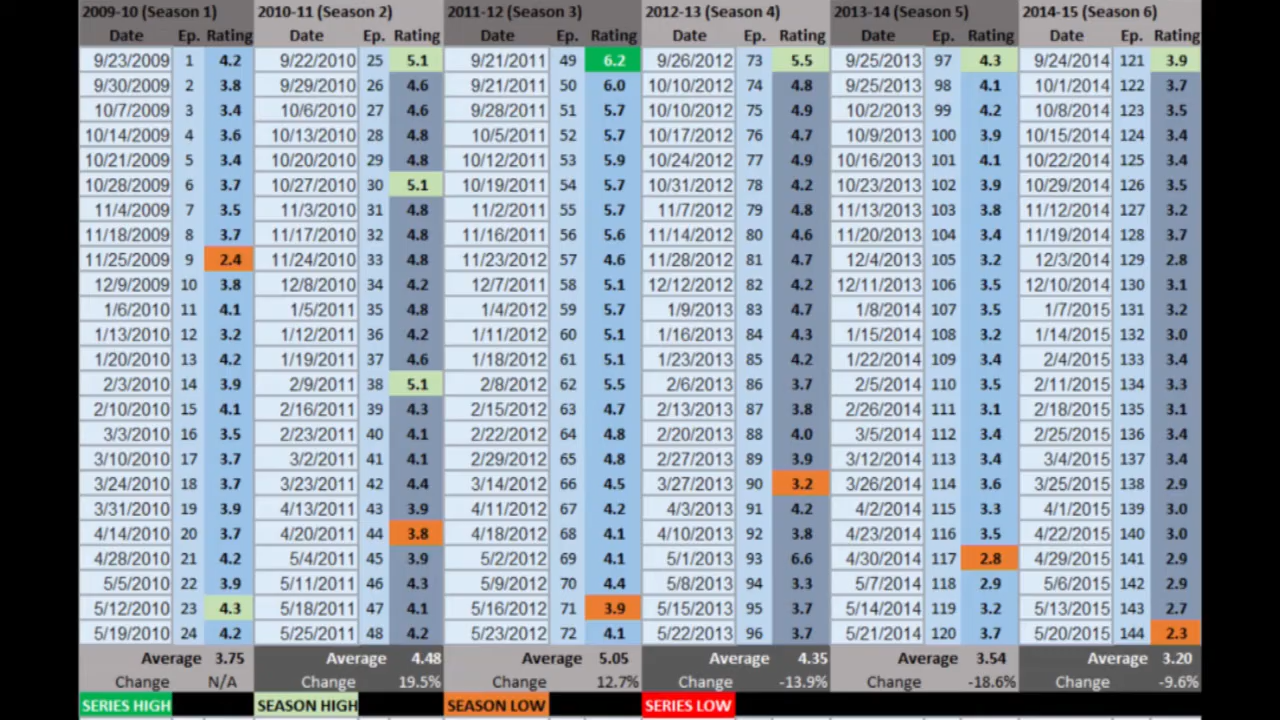 2009-10 (Season 1) 2010-11 (Season 2) 2011-12 (Season 3) 2012-13 (Season 4) 2013-14 (Season 5) 2014-15 (Season 6)
Date Ep. Rating Date Ep. Rating Date Ep. Rating Date Ep. Rating Date Ep. Rating Date Ep. Rating
9/23/2009 1 4.2 9/22/2010 25 5.1 9/21/2011 49 6.2 9/26/2012 73 5.5 9/25/2013 97 4.3 9/24/2014 121 3.9
9/30/2009 2 3.8 9/29/2010 26 4.6 9/21/2011 50 6.0 10/10/2012 74 4.8 9/25/2013 98 4.1 10/1/2014 122 3.7
10/7/2009 3 3.4 10/6/2010 27 4.6 9/28/2011 51 5.7 10/10/2012 75 4.9 10/2/2013 99 4.2 10/8/2014 123 3.5
10/14/2009 4 3.6 10/13/2010 28 4.8 10/5/2011 52 5.7 10/17/2012 76 4.7 10/9/2013 100 3.9 10/15/2014 124 3.4
10/21/2009 5 3.4 10/20/2010 29 4.8 10/12/2011 53 5.9 10/24/2012 77 4.9 10/16/2013 101 4.1 10/22/2014 125 3.4
10/28/2009 6 3.7 10/27/2010 30 5.1 10/19/2011 54 5.7 10/31/2012 78 4.2 10/23/2013 102 3.9 10/29/2014 126 3.5
11/4/2009 7 3.5 11/3/2010 31 4.8 11/2/2011 55 5.7 11/7/2012 79 4.8 11/13/2013 103 3.8 11/12/2014 127 3.2
11/18/2009 8 3.7 11/17/2010 32 4.8 11/16/2011 56 5.6 11/14/2012 80 4.6 11/20/2013 104 3.4 11/19/2014 128 3.7
11/25/2009 9 2.4 11/24/2010 33 4.8 11/23/2012 57 4.6 11/28/2012 81 4.7 12/4/2013 105 3.2 12/3/2014 129 2.8
12/9/2009 10 3.8 12/8/2010 34 4.2 12/7/2011 58 5.1 12/12/2012 82 4.2 12/11/2013 106 3.5 12/10/2014 130 3.1
1/6/2010 11 4.1 1/5/2011 35 4.8 1/4/2012 59 5.7 1/9/2013 83 4.7 1/8/2014 107 3.5 1/7/2015 131 3.2
1/13/2010 12 3.2 1/12/2011 36 4.2 1/11/2012 60 5.1 1/16/2013 84 4.3 1/15/2014 108 3.2 1/14/2015 132 3.0
1/20/2010 13 4.2 1/19/2011 37 4.6 1/18/2012 61 5.1 1/23/2013 85 4.2 1/22/2014 109 3.4 2/4/2015 133 3.4
2/3/2010 14 3.9 2/9/2011 38 5.1 2/8/2012 62 5.5 2/6/2013 86 3.7 2/5/2014 110 3.5 2/11/2015 134 3.3
2/10/2010 15 4.1 2/16/2011 39 4.3 2/15/2012 63 4.7 2/13/2013 87 3.8 2/26/2014 111 3.1 2/18/2015 135 3.1
3/3/2010 16 3.5 2/23/2011 40 4.1 2/22/2012 64 4.8 2/20/2013 88 4.0 3/5/2014 112 3.4 2/25/2015 136 3.4
3/10/2010 17 3.7 3/2/2011 41 4.1 2/29/2012 65 4.8 2/27/2013 89 3.9 3/12/2014 113 3.4 3/4/2015 137 3.4
3/24/2010 18 3.7 3/23/2011 42 4.4 3/14/2012 66 4.5 3/27/2013 90 3.2 3/26/2014 114 3.6 3/25/2015 138 2.9
3/31/2010 19 3.9 4/13/2011 43 3.9 4/11/2012 67 4.2 4/3/2013 91 4.2 4/2/2014 115 3.3 4/1/2015 139 3.0
4/14/2010 20 3.7 4/20/2011 44 3.8 4/18/2012 68 4.1 4/10/2013 92 3.8 4/23/2014 116 3.5 4/22/2015 140 3.0
4/28/2010 21 4.2 5/4/2011 45 3.9 5/2/2012 69 4.1 5/1/2013 93 6.6 4/30/2014 117 2.8 4/29/2015 141 2.9
5/5/2010 22 3.9 5/11/2011 46 4.3 5/9/2012 70 4.4 5/8/2013 94 3.3 5/7/2014 118 2.9 5/6/2015 142 2.9
5/12/2010 23 4.3 5/18/2011 47 4.1 5/16/2012 71 3.9 5/15/2013 95 3.7 5/14/2014 119 3.2 5/13/2015 143 2.7
5/19/2010 24 4.2 5/25/2011 48 4.2 5/23/2012 72 4.1 5/22/2013 96 3.7 5/21/2014 120 3.7 5/20/2015 144 2.3
Average 3.75 Average 4.48 Average 5.05 Average 4.35 Average 3.54 Average 3.20
Change N/A Change 19.5% Change 12.7% Change -13.9% Change -18.6% Change -9.6%
SERIES HIGH SEASON HIGH SEASON LOW SERIES LOW